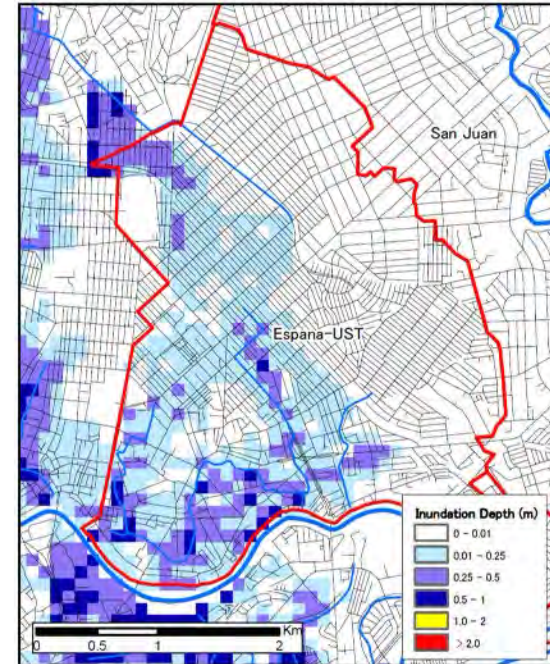 San Juan
Espana-UST
Inundation Depth (m)
0 - 0.01
0.01 - 0.25
0.25 - 0.5
0.5 - 1
1.0 - 2
> 2.0
Km
0 0.5 1 2